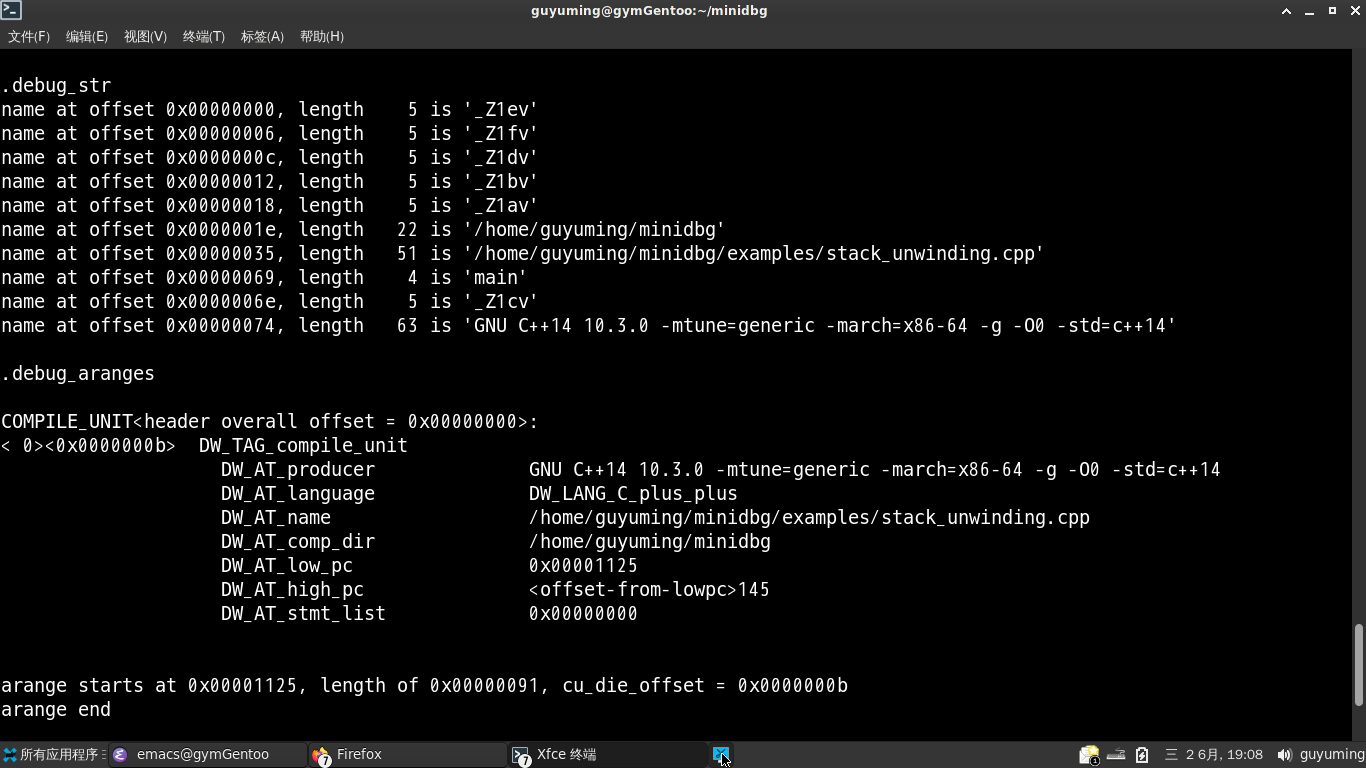 guyuming@gymGentoo:~/minidbg
文件(F) 编辑(E) 视图(V) 终端(T) 标签(A) 帮助(H)
.debug_str
name at offset 0x00000000, length    5 is '_Z1ev'
name at offset 0x00000006, length    5 is '_Z1fv'
name at offset 0x0000000c, length    5 is '_Z1dv'
name at offset 0x00000012, length    5 is '_Z1bv'
name at offset 0x00000018, length    5 is '_Z1av'
name at offset 0x0000001e, length   22 is '/home/guyuming/minidbg'
name at offset 0x00000035, length   51 is '/home/guyuming/minidbg/examples/stack_unwinding.cpp'
name at offset 0x00000069, length    4 is 'main'
name at offset 0x0000006e, length    5 is '_Z1cv'
name at offset 0x00000074, length   63 is 'GNU C++14 10.3.0 -mtune=generic -march=x86-64 -g -O0 -std=c++14'
.debug_aranges
COMPILE_UNIT<header overall offset = 0x00000000>:
< 0><0x0000000b>  DW_TAG_compile_unit
DW_AT_producer              GNU C++14 10.3.0 -mtune=generic -march=x86-64 -g -O0 -std=c++14
DW_AT_language              DW_LANG_C_plus_plus
DW_AT_name                  /home/guyuming/minidbg/examples/stack_unwinding.cpp
DW_AT_comp_dir              /home/guyuming/minidbg
DW_AT_low_pc                0x00001125
DW_AT_high_pc               <offset-from-lowpc>145
DW_AT_stmt_list             0x00000000
arange starts at 0x00001125, length of 0x00000091, cu_die_offset = 0x0000000b
arange end
所有应用程序 emacs@gymGentoo 7 Firefox 7 Xfce 终端 1 三 2 6月, 19:08 guyuming